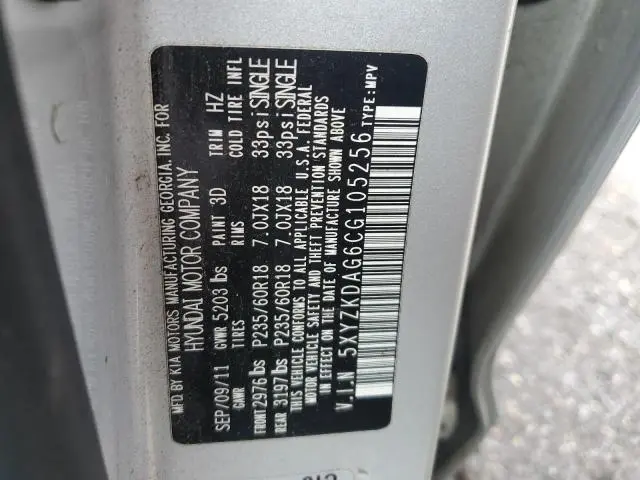 MFD BY KIA MOTORS MANUFACTURING GEORGIA. INC. FOR
HYUNDAI MOTOR COMPANY
SEP/09/11 GVWR 5203 lbs PAINT 3D TRIM HZ
GAWR TIRES RIMS COLD TIRE INFL
FRONT 2976 lbs P235/60R18 7.0JX18 33psi SINGLE
REAR 3197 lbs P235/60R18 7.0JX18 33psi SINGLE
THIS VEHICLE CONFORMS TO ALL APPLICABLE U.S.A. FEDERAL
MOTOR VEHICLE SAFETY AND THEFT PREVENTION STANDARDS
IN EFFECT ON THE DATE OF MANUFACTURE SHOWN ABOVE
V.I.N 5XYZKDAG6CG105256 TYPE:MPV